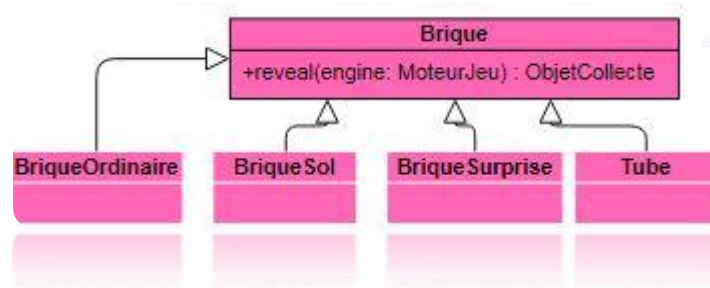 Brique
+reveal(engine: MoteurJeu) : ObjetCollecte
BriqueOrdinaire
BriqueSol
BriqueSurprise
Tube